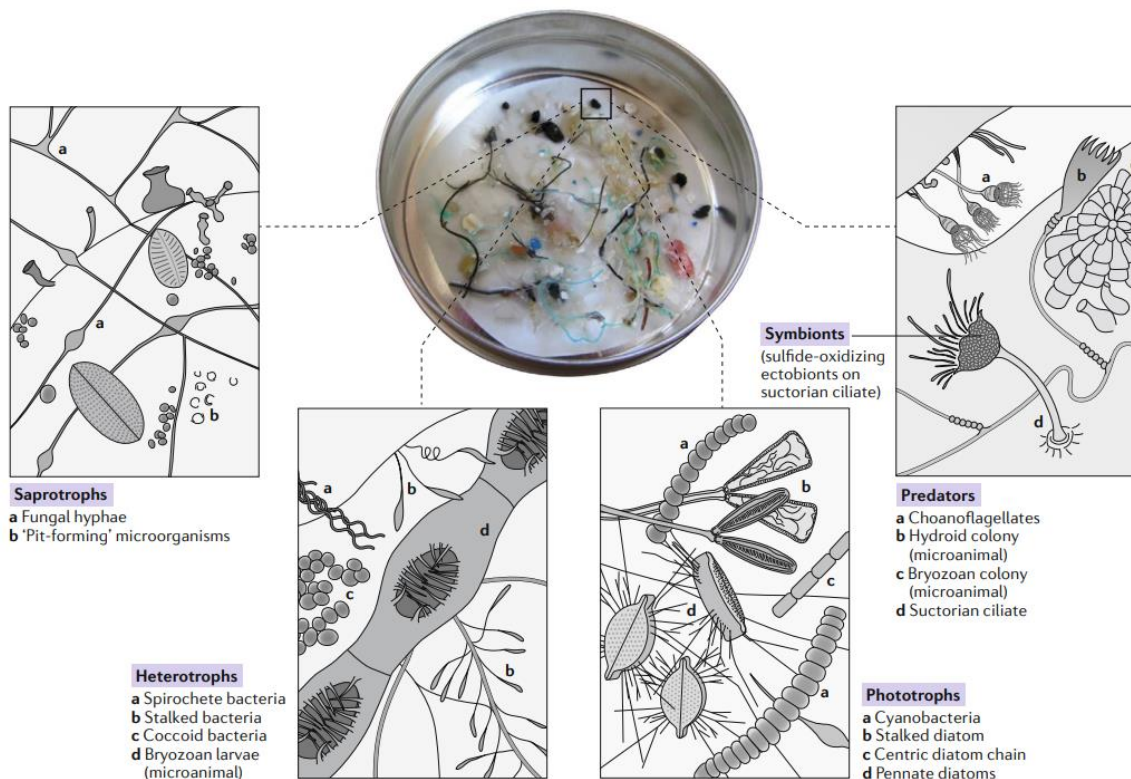 a
a
b
Saprotrophs
a Fungal hyphae
b ‘Pit-forming’ microorganisms
a
b
c
d
b
Heterotrophs
a Spirochete bacteria
b Stalked bacteria
c Coccoid bacteria
d Bryozoan larvae
(microanimal)
a
b
c
d
a
Phototrophs
a Cyanobacteria
b Stalked diatom
c Centric diatom chain
d Pennate diatoms
Symbionts
(sulfide-oxidizing
ectobionts on
suctorian ciliate)
a
b
d
Predators
a Choanoflagellates
b Hydroid colony
(microanimal)
c Bryozoan colony
(microanimal)
d Suctorian ciliate